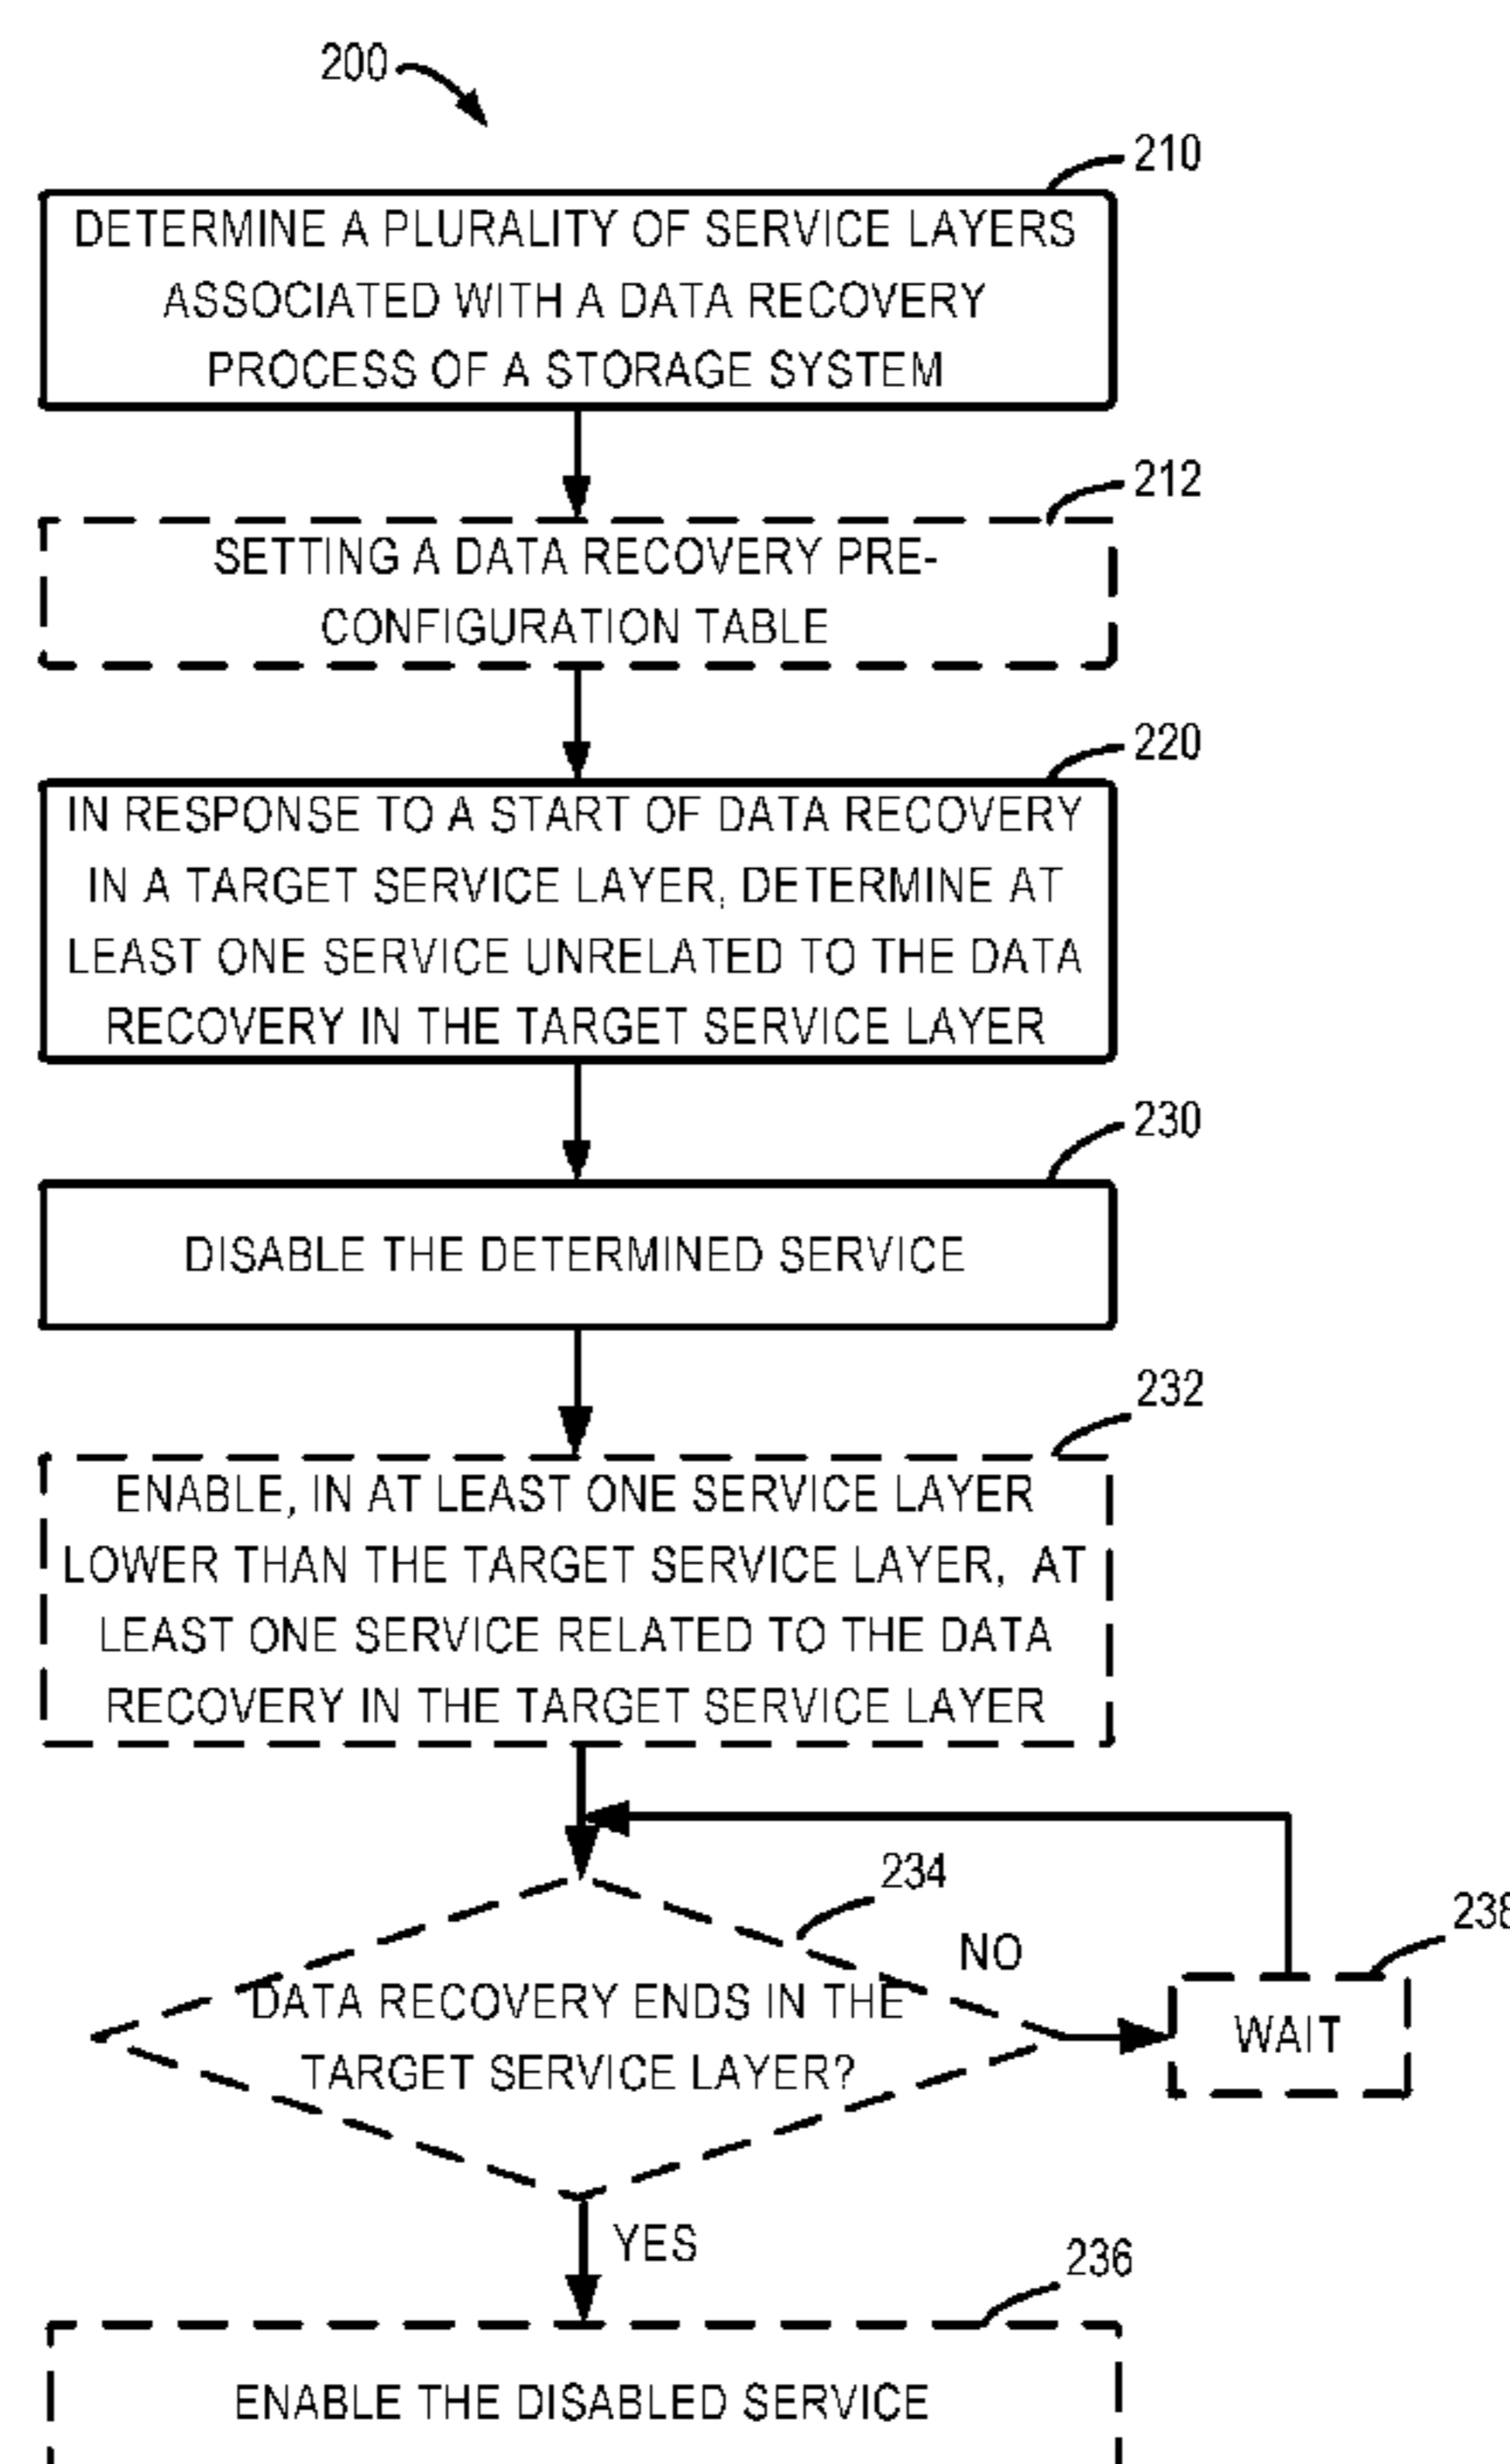 200
210
DETERMINE A PLURALITY OF SERVICE LAYERS
ASSOCIATED WITH A DATA RECOVERY
PROCESS OF A STORAGE SYSTEM
212
SETTING A DATA RECOVERY PRE-
CONFIGURATION TABLE
220
IN RESPONSE TO A START OF DATA RECOVERY
IN A TARGET SERVICE LAYER, DETERMINE AT
LEAST ONE SERVICE UNRELATED TO THE DATA
RECOVERY IN THE TARGET SERVICE LAYER
230
DISABLE THE DETERMINED SERVICE
232
ENABLE, IN AT LEAST ONE SERVICE LAYER
LOWER THAN THE TARGET SERVICE LAYER, AT
LEAST ONE SERVICE RELATED TO THE DATA
RECOVERY IN THE TARGET SERVICE LAYER
234
NO
238
DATA RECOVERY ENDS IN THE
TARGET SERVICE LAYER?
WAIT
YES
236
ENABLE THE DISABLED SERVICE